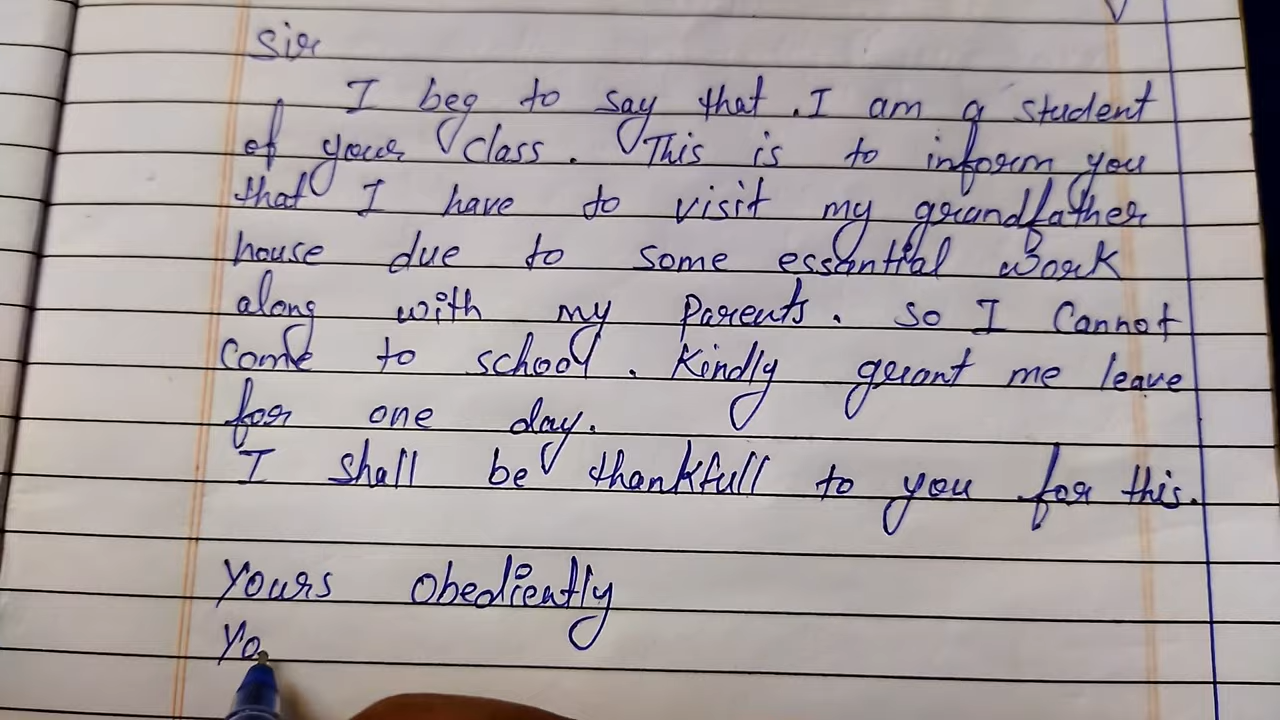 Sir
I beg to say that . I am a student
of your class . This is to inform you
that I have to visit my grandfather
house due to some essential work
along with my parents . So I cannot
come to school . Kindly grant me leave
for one day.
I shall be thankfull to you for this.
Yours obediently
Yo